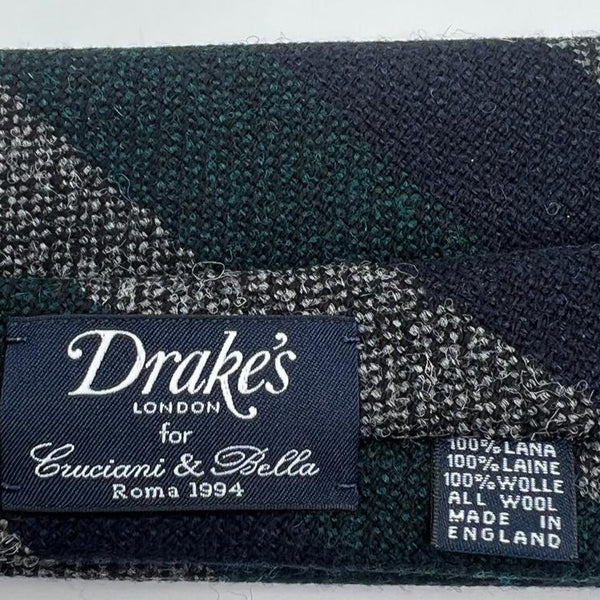 Drake's
LONDON
for
Cruciani & Bella
Roma 1994
100% LANA
100% LAINE
100% WOLLE
ALL WOOL
MADE IN
ENGLAND